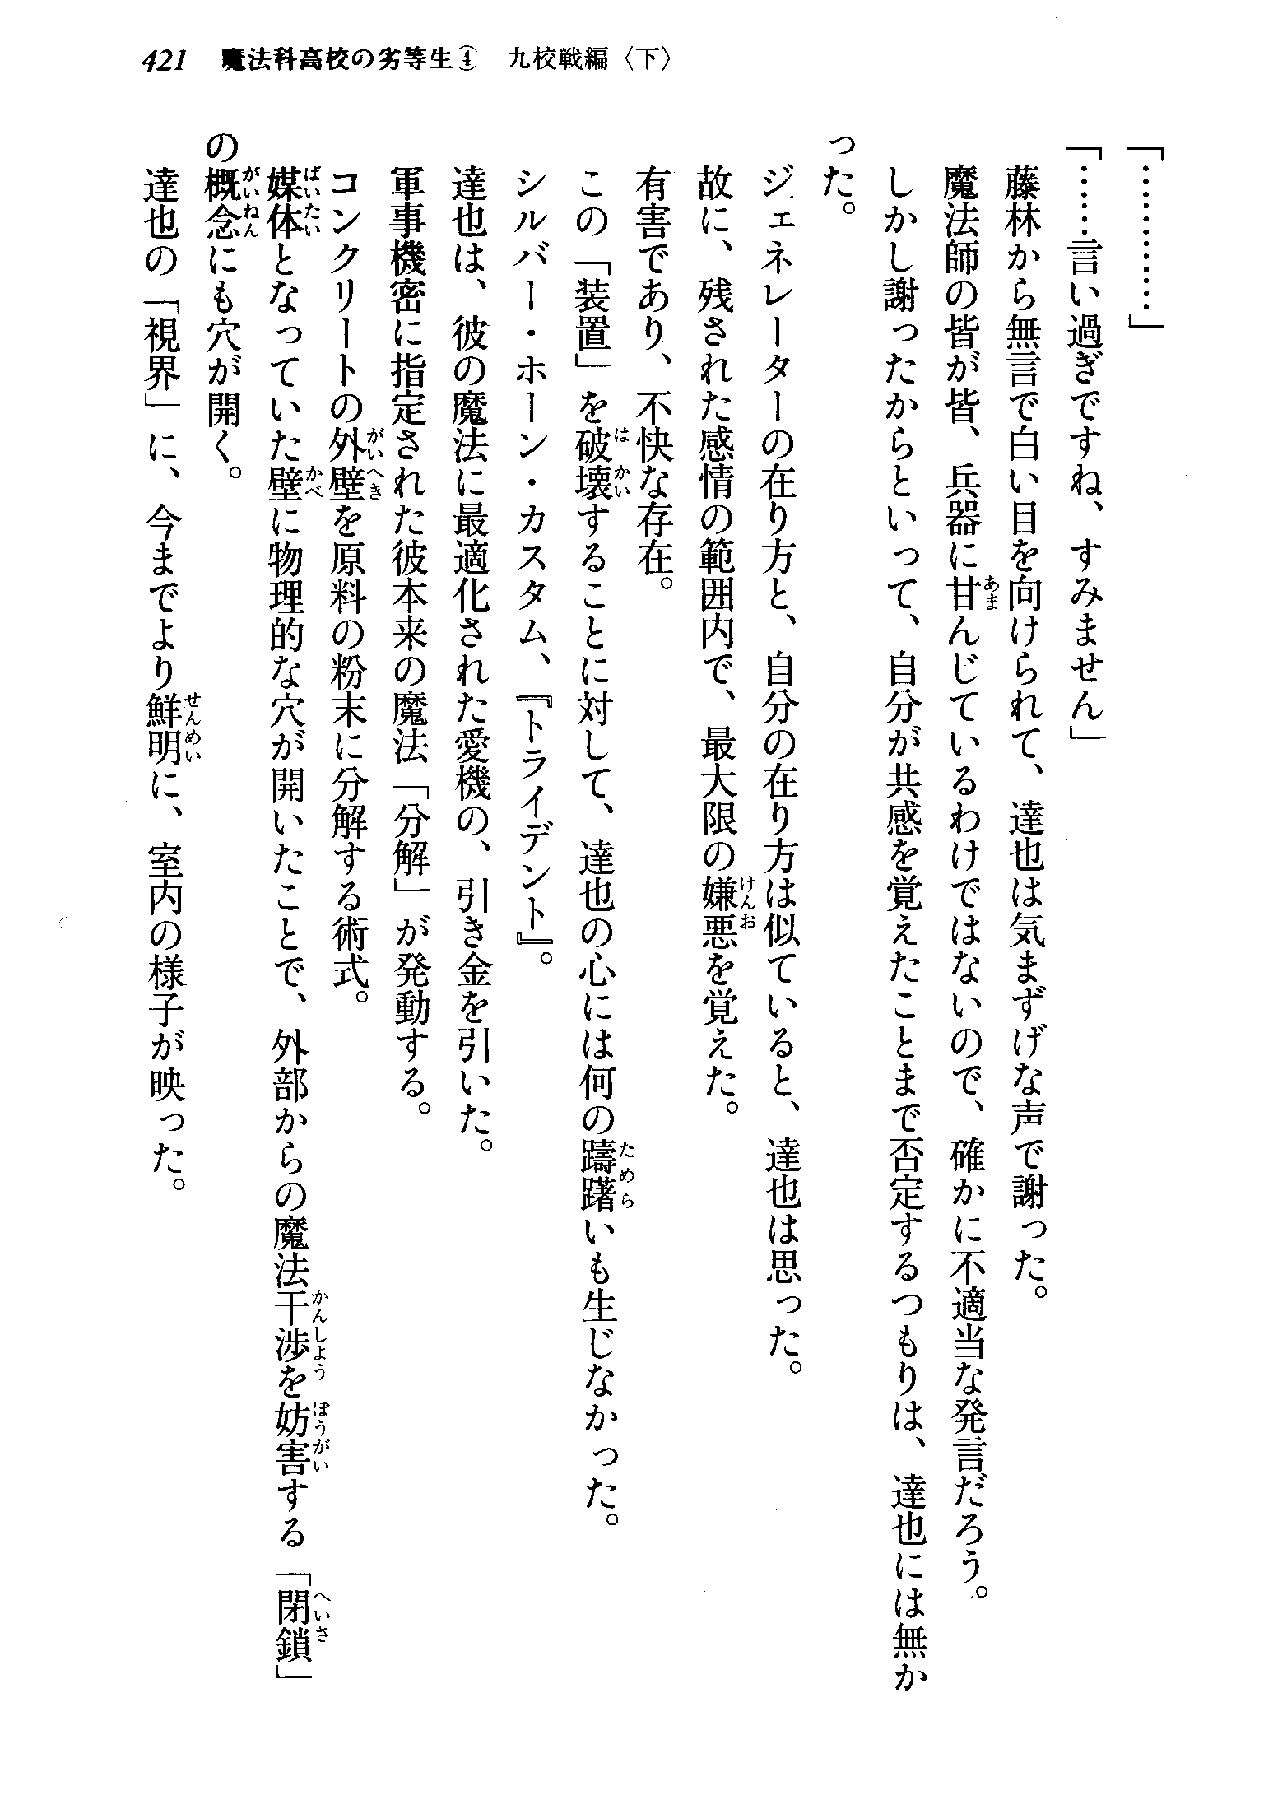 421　魔法科高校の劣等生④　九校戦編〈下〉
「…………」
「……言い過ぎですね、すみません」
藤林から無言で白い目を向けられて、達也は気まずげな声で謝った。
魔法師の皆が皆、兵器に甘んじているわけではないので、確かに不適当な発言だろう。
しかし謝ったからといって、自分が共感を覚えたことまで否定するつもりは、達也には無か
った。
ジェネレーターの在り方と、自分の在り方は似ていると、達也は思った。
故に、残された感情の範囲内で、最大限の嫌悪を覚えた。
有害であり、不快な存在。
この「装置」を破壊することに対して、達也の心には何の躊躇いも生じなかった。
シルバー・ホーン・カスタム、『トライデント』。
達也は、彼の魔法に最適化された愛機の、引き金を引いた。
軍事機密に指定された彼本来の魔法「分解」が発動する。
コンクリートの外壁を原料の粉末に分解する術式。
媒体となっていた壁に物理的な穴が開いたことで、外部からの魔法干渉を妨害する「閉鎖」
の概念にも穴が開く。
達也の「視界」に、今までより鮮明に、室内の様子が映った。